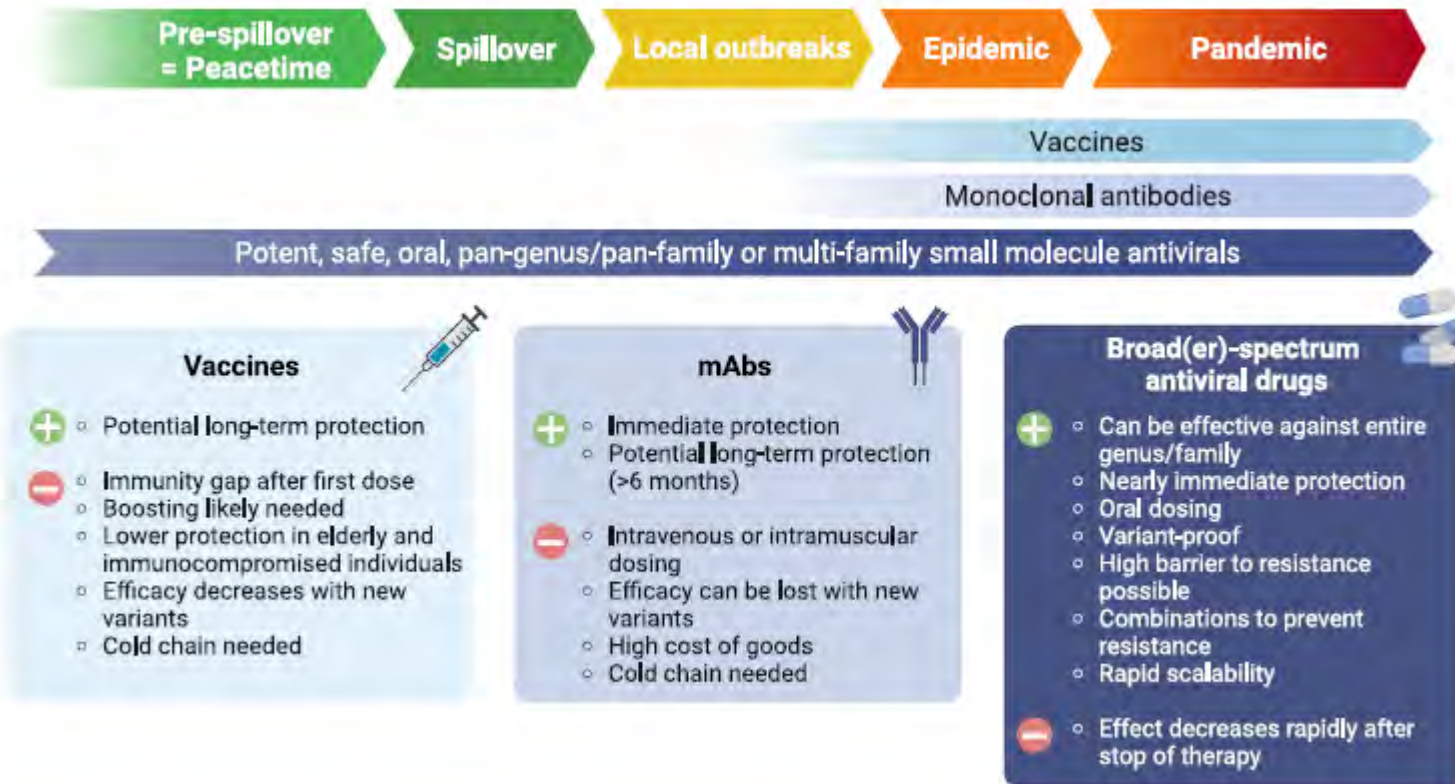 Pre-spillover
= Peacetime
Spillover
Local outbreaks
Epidemic
Pandemic
Vaccines
Monoclonal antibodies
Potent, safe, oral, pan-genus/pan-family or multi-family small molecule antivirals
Vaccines
Potential long-term protection
Immunity gap after first dose
Boosting likely needed
Lower protection in elderly and
immunocompromised individuals
Efficacy decreases with new
variants
Cold chain needed
mAbs
Immediate protection
Potential long-term protection
(>6 months)
Intravenous or intramuscular
dosing
Efficacy can be lost with new
variants
High cost of goods
Cold chain needed
Broad(er)-spectrum
antiviral drugs
Can be effective against entire
genus/family
Nearly immediate protection
Oral dosing
Variant-proof
High barrier to resistance
possible
Combinations to prevent
resistance
Rapid scalability
Effect decreases rapidly after
stop of therapy